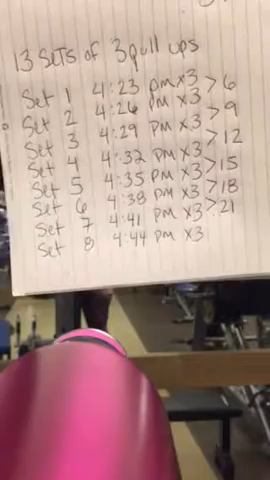 13 Sets of 3 pull ups
Set 1 4:23 pm x3 > 6
Set 2 4:26 pm x3 > 9
Set 3 4:29 pm x3 > 12
Set 4 4:32 pm x3 > 15
Set 5 4:35 pm x3 > 18
Set 6 4:38 pm x3 > 21
Set 7 4:41 pm x3
Set 8 4:44 pm x3